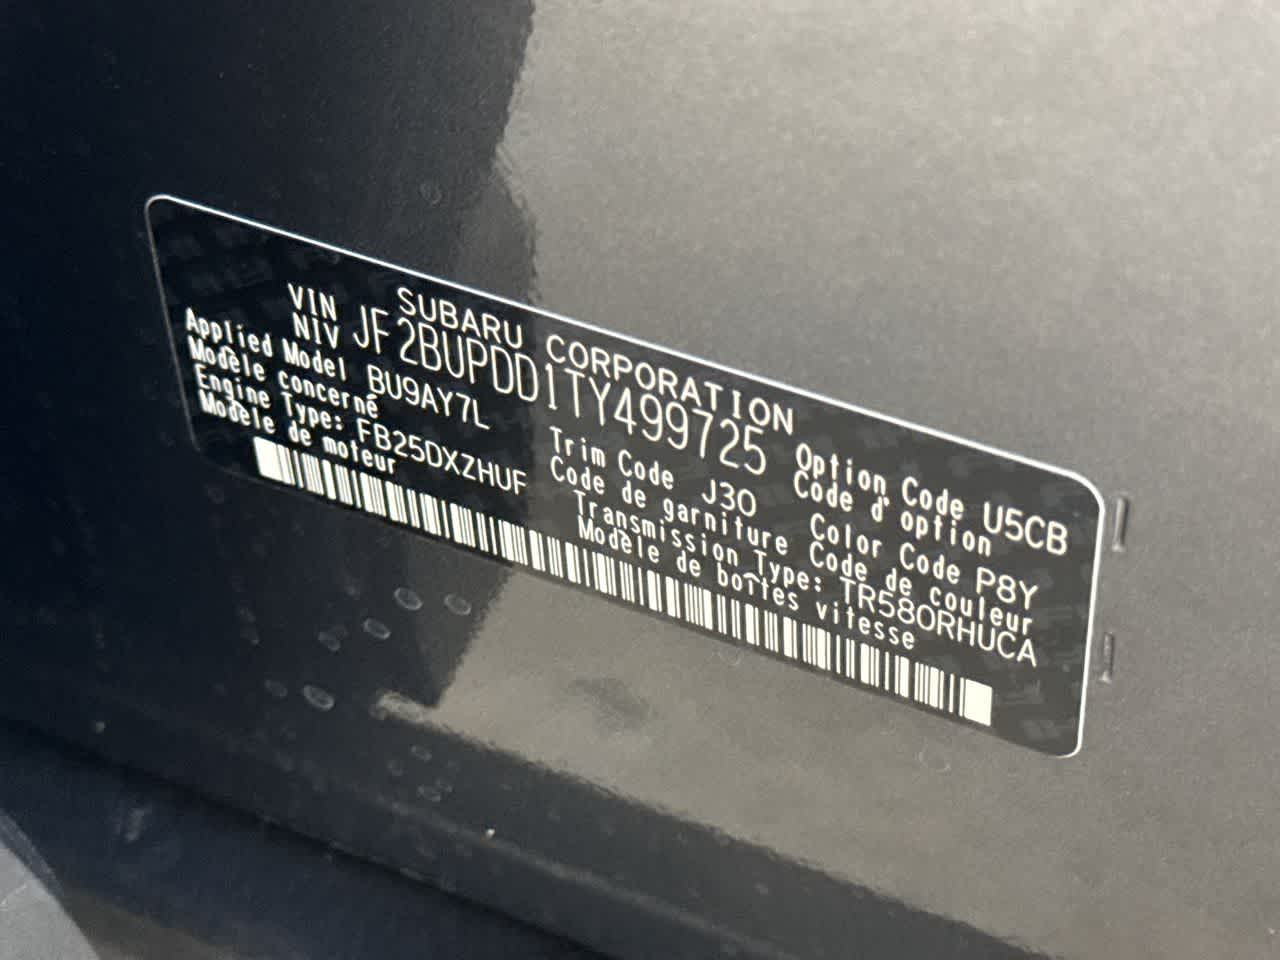 SUBARU CORPORATION
VIN
NIV JF2BUPDD1TY499725
Applied Model BU9AY7L
Modèle concerné
Engine Type: FB25DXZHUF
Modèle de moteur
Trim Code J30
Code de garniture
Transmission Type: TR580RHUCA
Modèle de boîtes vitesse
Option Code U5CB
Code d'option
Color Code P8Y
Code de couleur